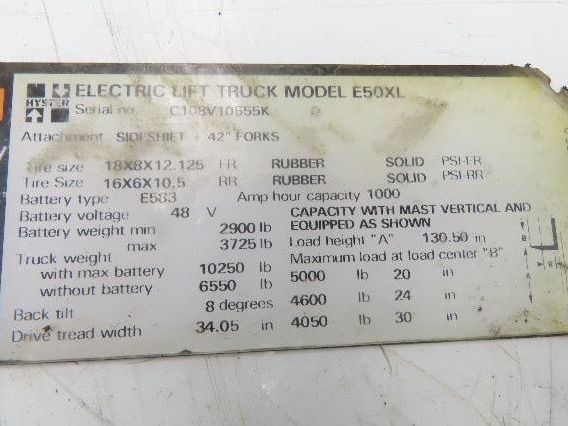 HYSTER
ELECTRIC LIFT TRUCK MODEL E50XL
Serial no. C108V10555K D
Attachment SIDESHIFT + 42" FORKS
Tire size 18X8X12.125 FR RUBBER SOLID PSI-FR
Tire Size 16X6X10.5 RR RUBBER SOLID PSI-RR
Battery type E583 Amp hour capacity 1000
Battery voltage 48 V
Battery weight min 2900 lb
max 3725 lb
Truck weight
with max battery 10250 lb
without battery 6550 lb
Back tilt 8 degrees
Drive tread width 34.05 in
CAPACITY WITH MAST VERTICAL AND
EQUIPPED AS SHOWN
Load height "A" 130.50 in
Maximum load at load center "B"
5000 lb 20 in
4600 lb 24 in
4050 lb 30 in
B